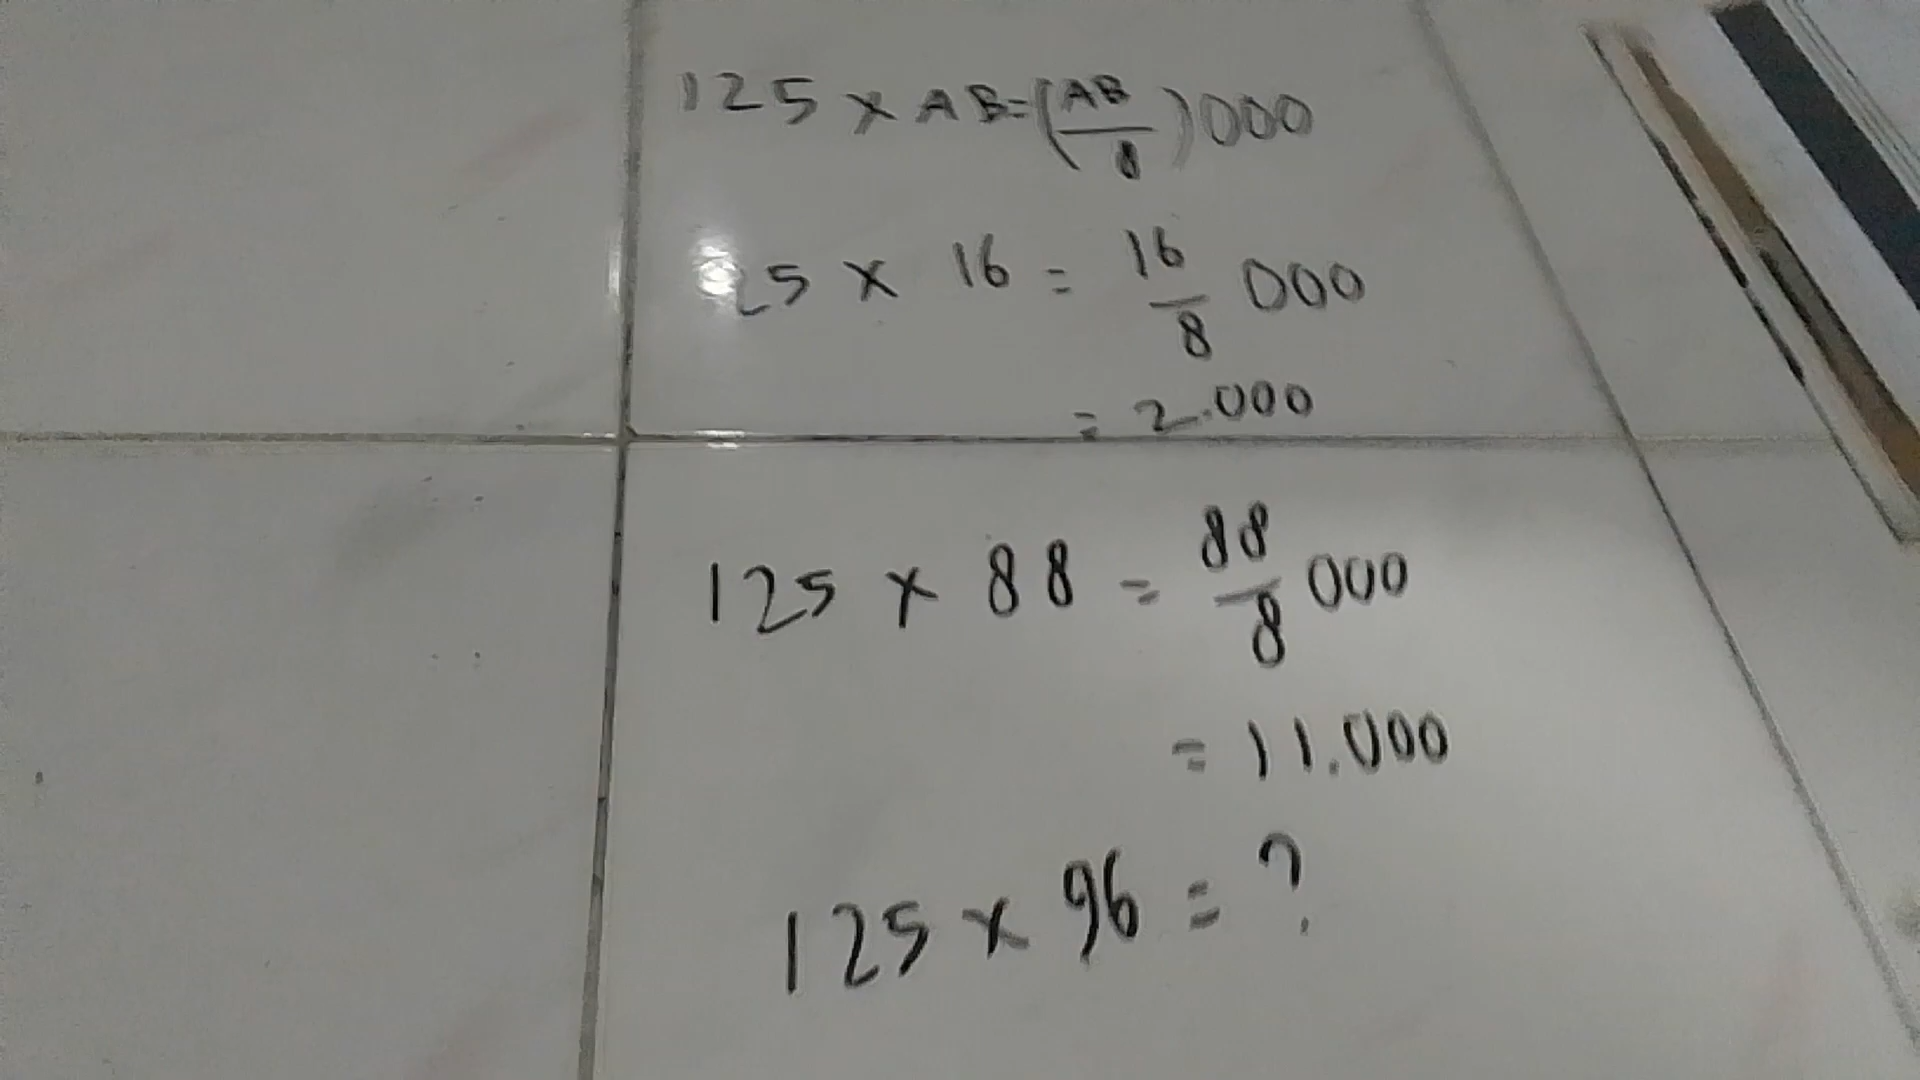 125 x AB = (AB/8)000
25 x 16 = 16/8 000
= 2.000
125 x 88 = 88/8 000
= 11.000
125 x 96 = ?